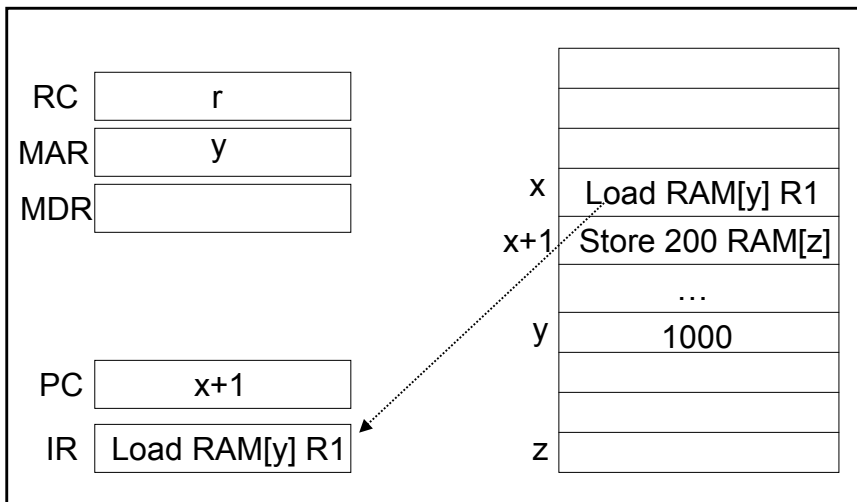 RC r
MAR y
MDR
x Load RAM[y] R1
x+1 Store 200 RAM[z]
…
y 1000
PC x+1
IR Load RAM[y] R1
z